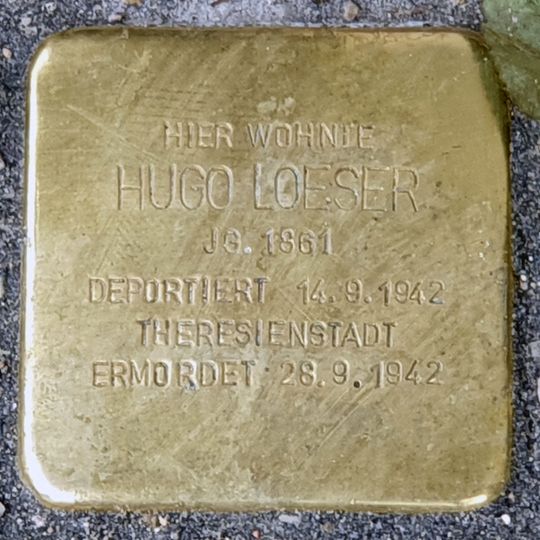 HIER WOHNTE
HUGO LOESER
JG. 1861
DEPORTIERT 14.9.1942
THERESIENSTADT
ERMORDET 28.9.1942